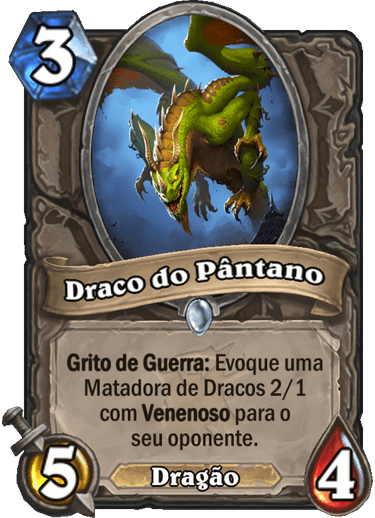 3
Draco do Pântano
Grito de Guerra: Evoque uma
Matadora de Dracos 2/1
com Venenoso para o
seu oponente.
5
Dragão
4